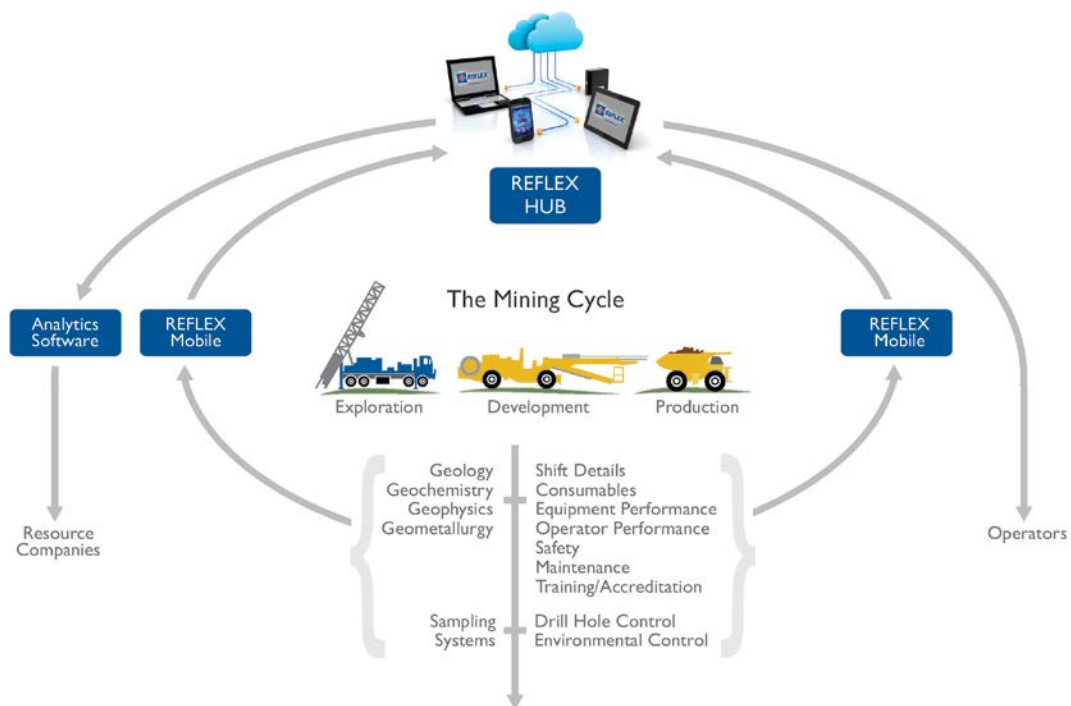 REFLEX
REFLEX
REFLEX
HUB
The Mining Cycle
Analytics
Software
REFLEX
Mobile
REFLEX
Mobile
Exploration
Development
Production
Geology
Geochemistry
Geophysics
Geometallurgy
Shift Details
Consumables
Equipment Performance
Operator Performance
Safety
Maintenance
Training/Accreditation
Resource
Companies
Operators
Sampling
Systems
Drill Hole Control
Environmental Control